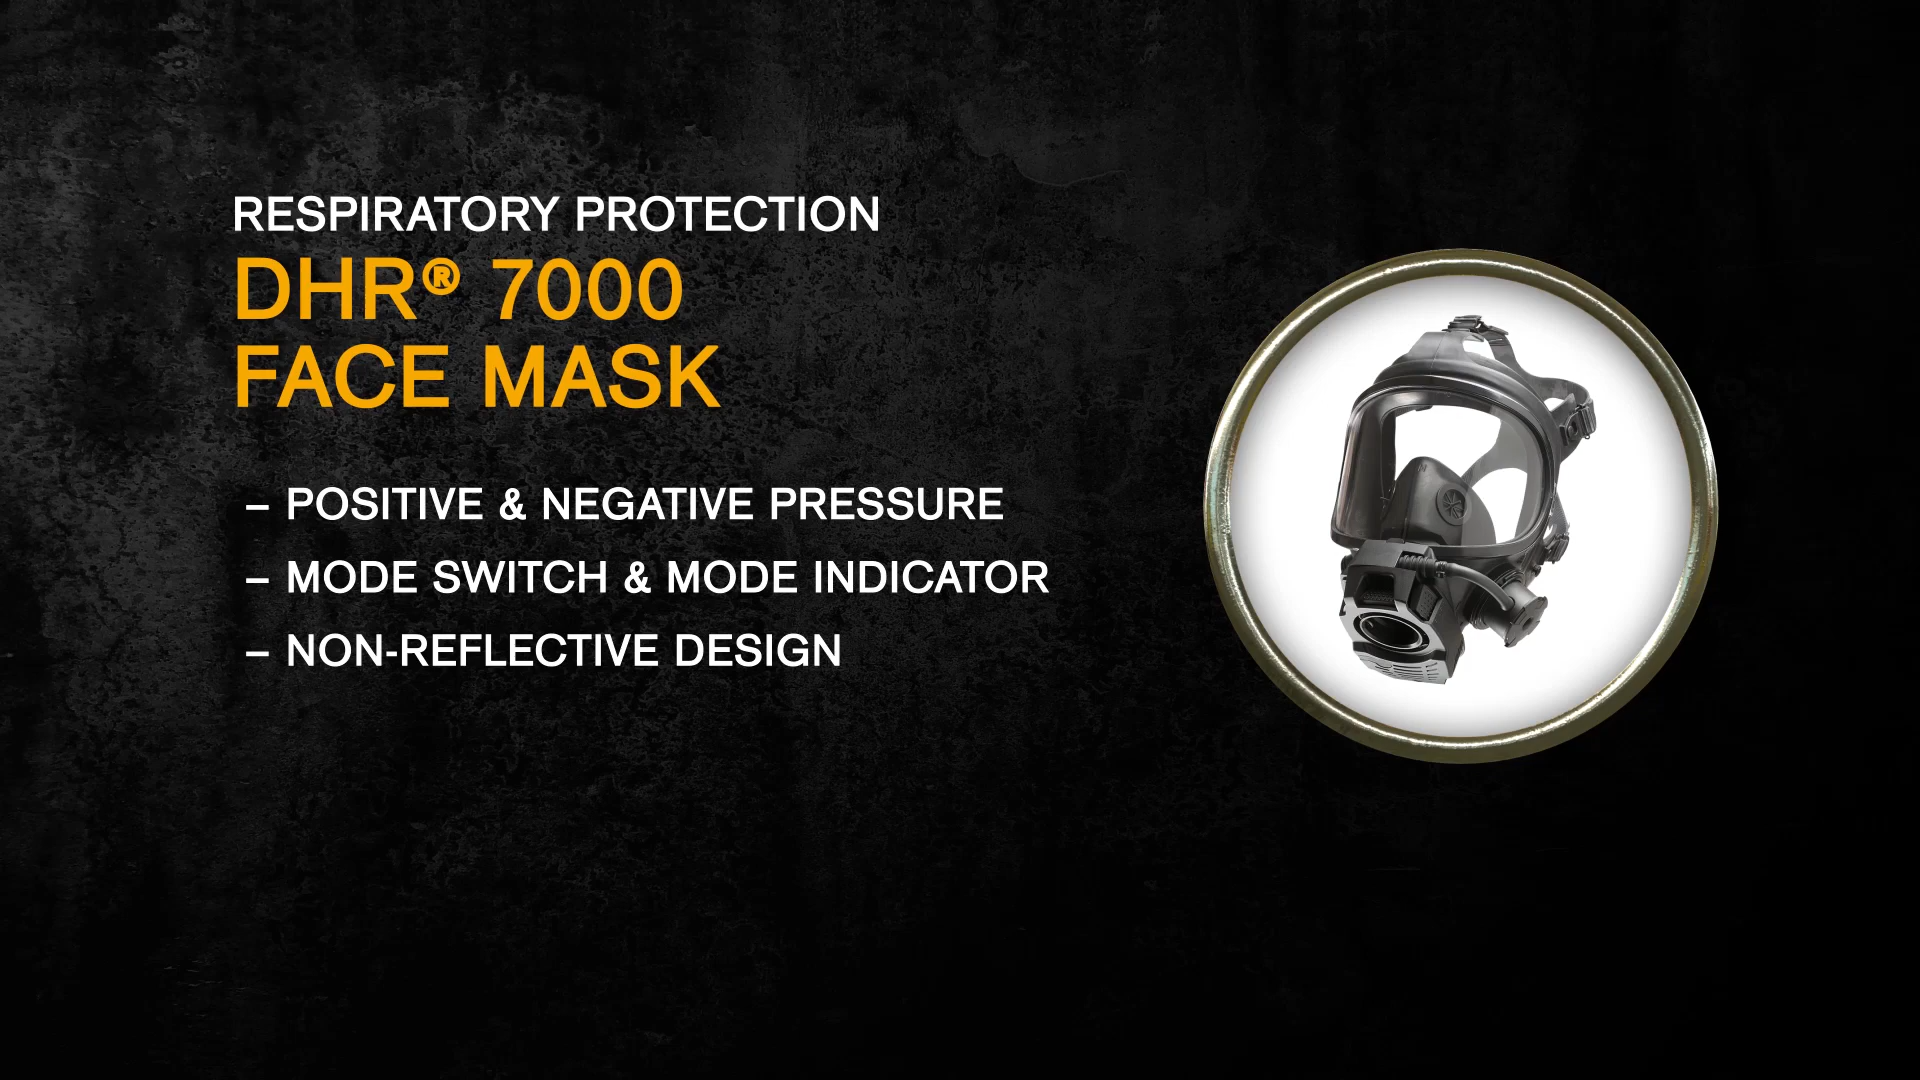 RESPIRATORY PROTECTION
DHR® 7000
FACE MASK
– POSITIVE & NEGATIVE PRESSURE
– MODE SWITCH & MODE INDICATOR
– NON-REFLECTIVE DESIGN